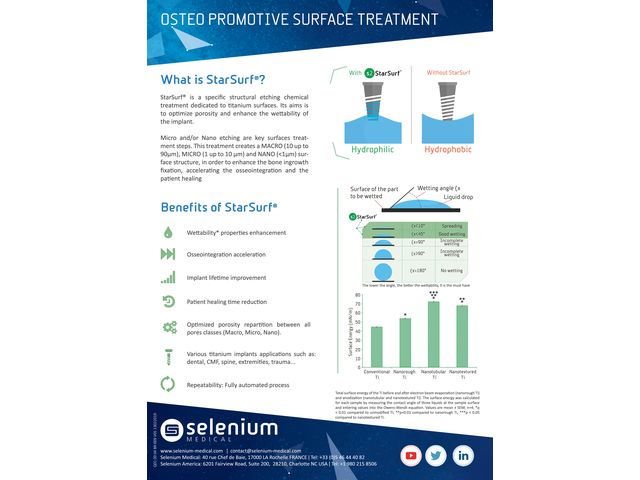 OSTEO PROMOTIVE SURFACE TREATMENT
What is StarSurf®?
StarSurf® is a specific structural etching chemical
treatment dedicated to titanium surfaces. Its aims is
to optimize porosity and enhance the wettability of
the implant.
Micro and/or Nano etching are key surfaces treat-
ment steps. This treatment creates a MACRO (10 up to
90μm), MICRO (1 up to 10 μm) and NANO (<1μm) sur-
face structure, in order to enhance the bone ingrowth
fixation, accelerating the osseointegration and the
patient healing
With StarSurf®
Without StarSurf
Hydrophilic
Hydrophobic
Benefits of StarSurf®
Wettability* properties enhancement
Osseointegration acceleration
Implant lifetime improvement
Patient healing time reduction
Optimized porosity repartition between all
pores classes (Macro, Micro, Nano).
Various titanium implants applications such as:
dental, CMF, spine, extremities, trauma...
Repeatability: Fully automated process
Surface of the part
to be wetted
Wetting angle (x
Liquid drop
StarSurf
(x<10° Spreading
(x<45° Good wetting
(x<90° Incomplete wetting
(x>90° Incomplete wetting
(x=180° No wetting
The lower the angle, the better the wettability, it is the must have
Surface Energy (mN/m)
80
70
60
50
40
30
20
10
0
*
***
**
**
*
Conventional Ti
Nanorough Ti
Nanotubular Ti
Nanotextured Ti
Total surface energy of the Ti before and after electron beam evaporation (nanorough Ti)
and anodization (nanotubular and nanotextured Ti). The surface energy was calculated
for each sample by measuring the contact angle of three liquids at the sample surface
and entering values into the Owens-Wendt equation. Values are mean ± SEM, n=4. *p
< 0.01 compared to unmodified Ti; **p<0.01 compared to nanorough Ti, ***p < 0.05
compared to nanotextured Ti.
selenium
MEDICAL
www.selenium-medical.com | contact@selenium-medical.com
Selenium Medical: 40 rue Chef de Baie, 17000 LA Rochelle FRANCE | Tel: +33 (0)5 46 44 40 82
Selenium America: 6201 Fairview Road, Suite 200, 28210, Charlotte NC USA | Tel: +1 980 215 8506